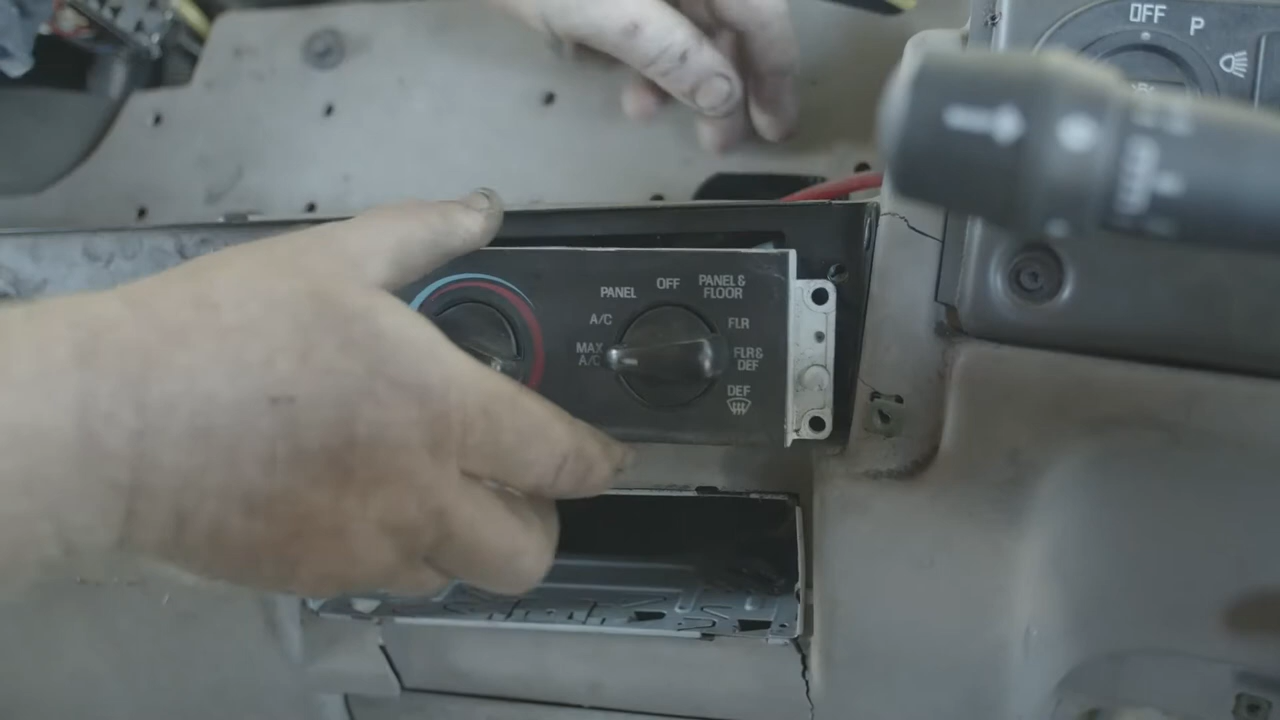 OFF
P
PANEL
OFF
PANEL&
FLOOR
A/C
FLR
MAX
A/C
FLR&
DEF
DEF